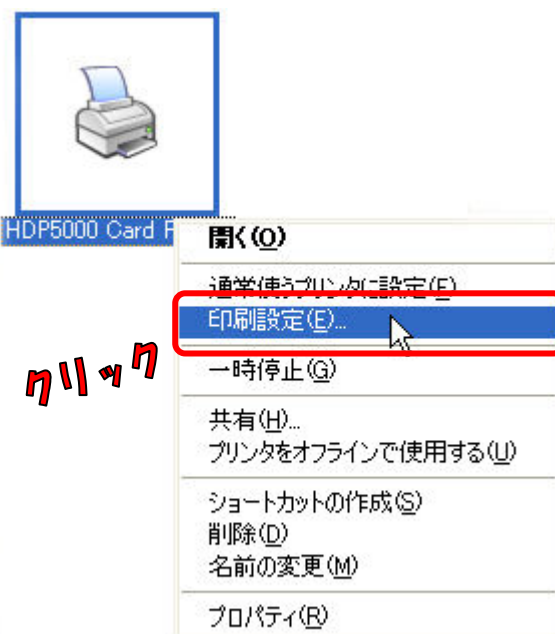 HDP5000 Card P
開く(O)
通常使うプリンタに設定(F)
印刷設定(E)...
クリック
一時停止(G)
共有(H)...
プリンタをオフラインで使用する(U)
ショートカットの作成(S)
削除(D)
名前の変更(M)
プロパティ(R)